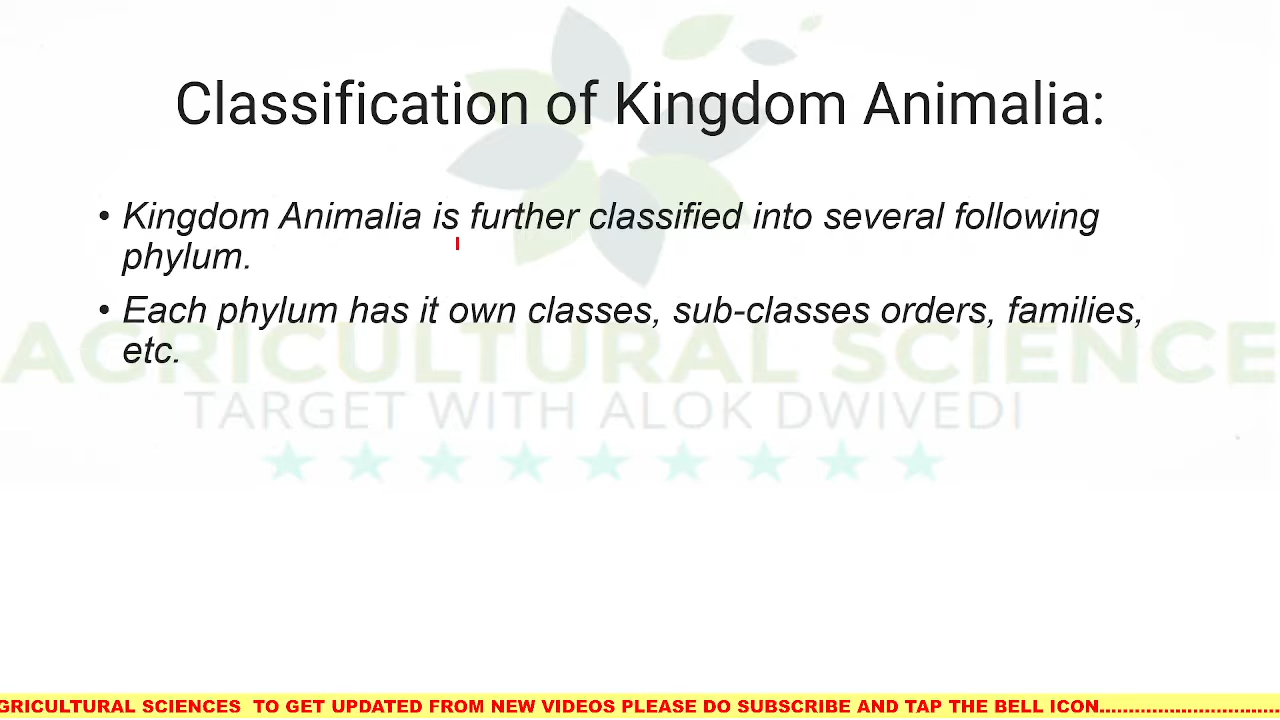 Classification of Kingdom Animalia:
• Kingdom Animalia is further classified into several following
phylum.
• Each phylum has it own classes, sub-classes orders, families,
etc.
AGRICULTURAL SCIENCE
TARGET WITH ALOK DWIVEDI
GRICULTURAL SCIENCES TO GET UPDATED FROM NEW VIDEOS PLEASE DO SUBSCRIBE AND TAP THE BELL ICON................................